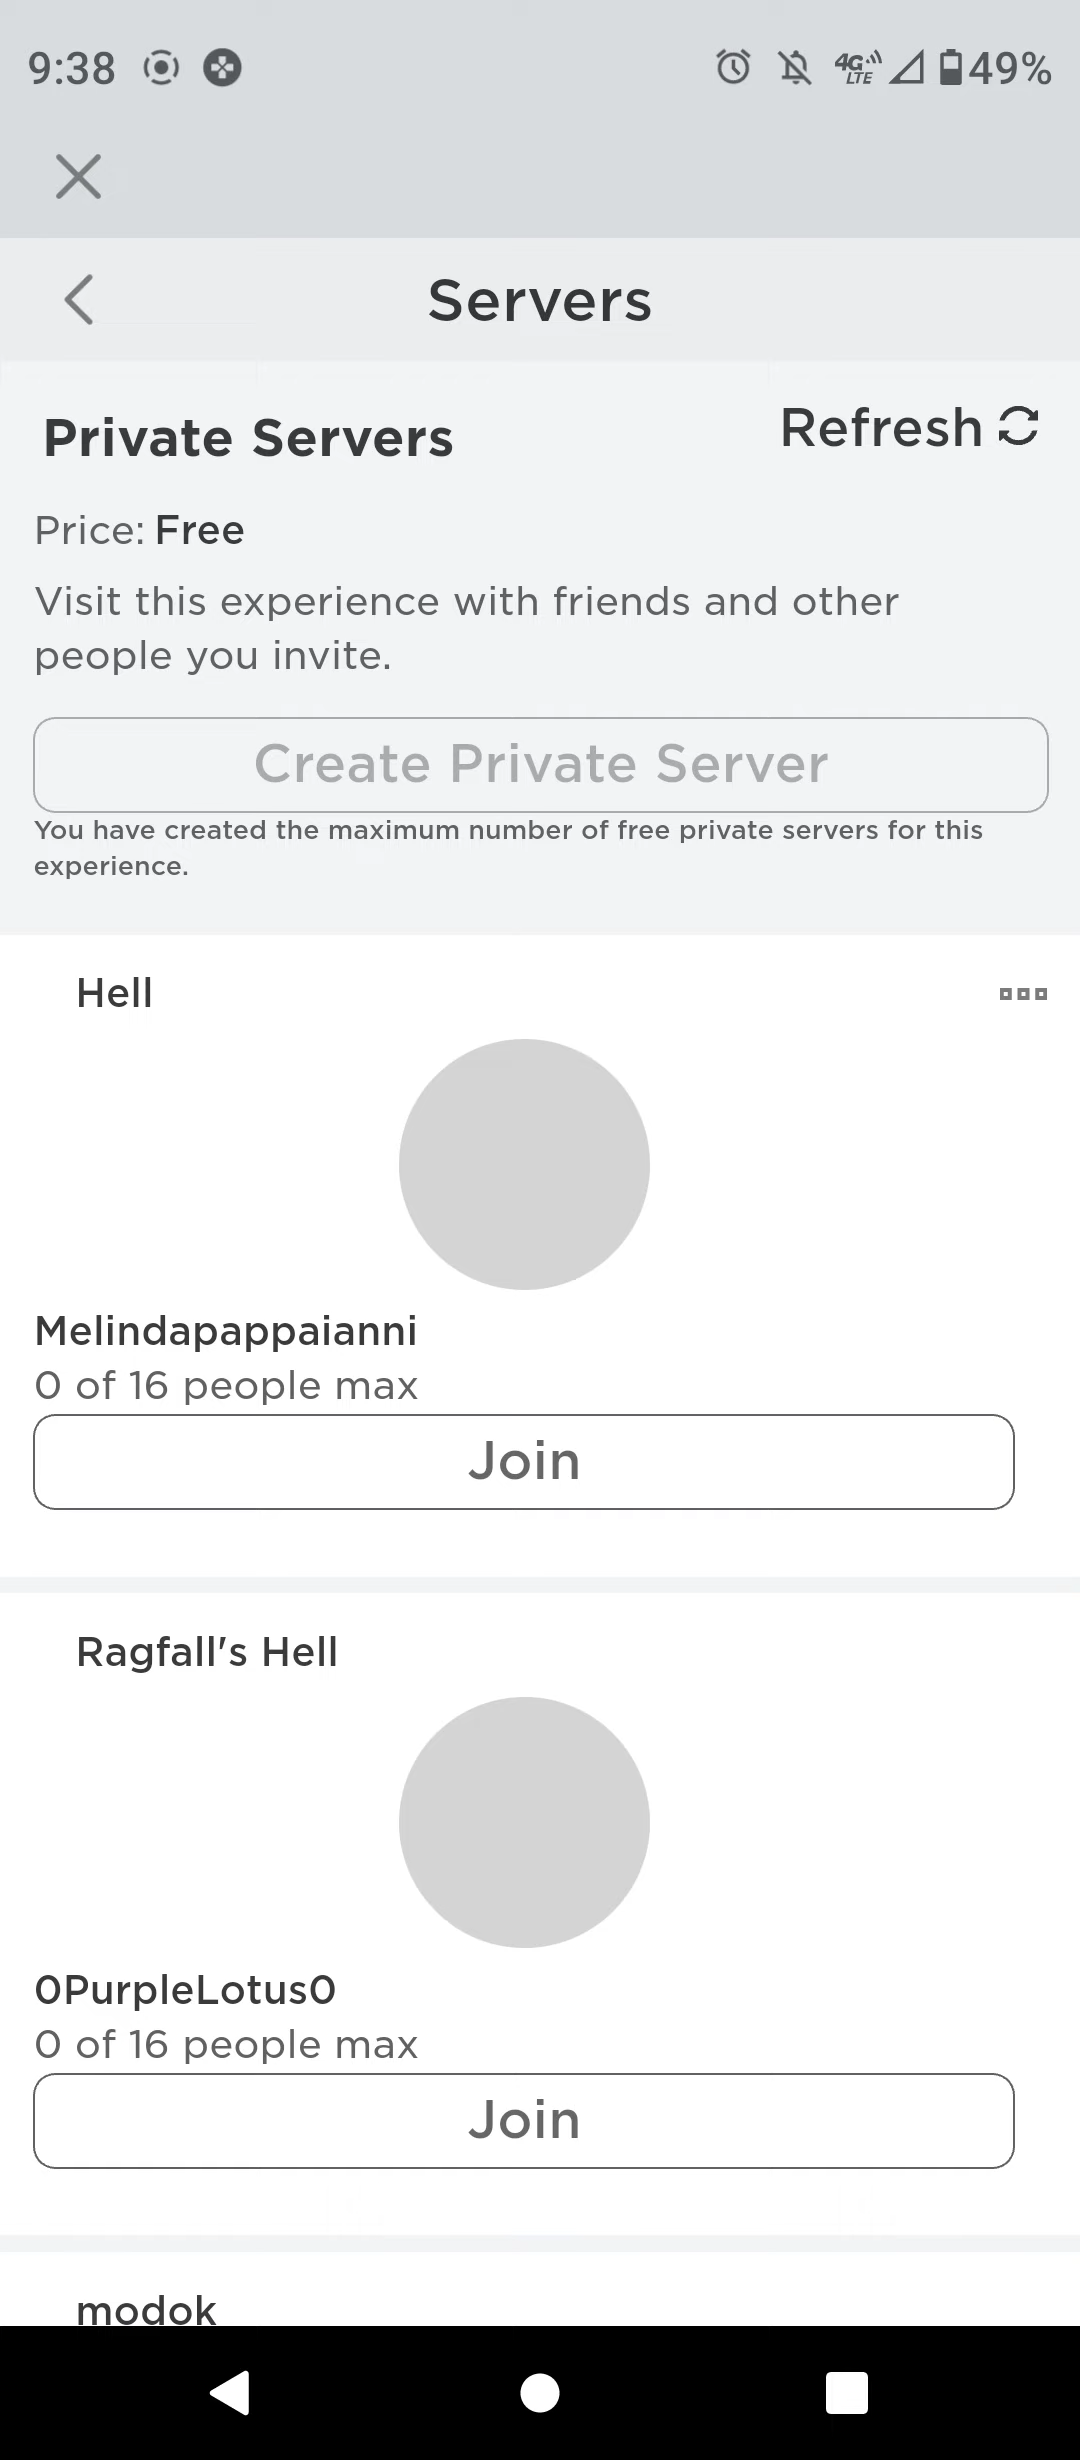 9:38
4G LTE
49%
Servers
Private Servers
Refresh
Price: Free
Visit this experience with friends and other
people you invite.
Create Private Server
You have created the maximum number of free private servers for this
experience.
Hell
Melindapappaianni
0 of 16 people max
Join
Ragfall's Hell
0PurpleLotus0
0 of 16 people max
Join
modok